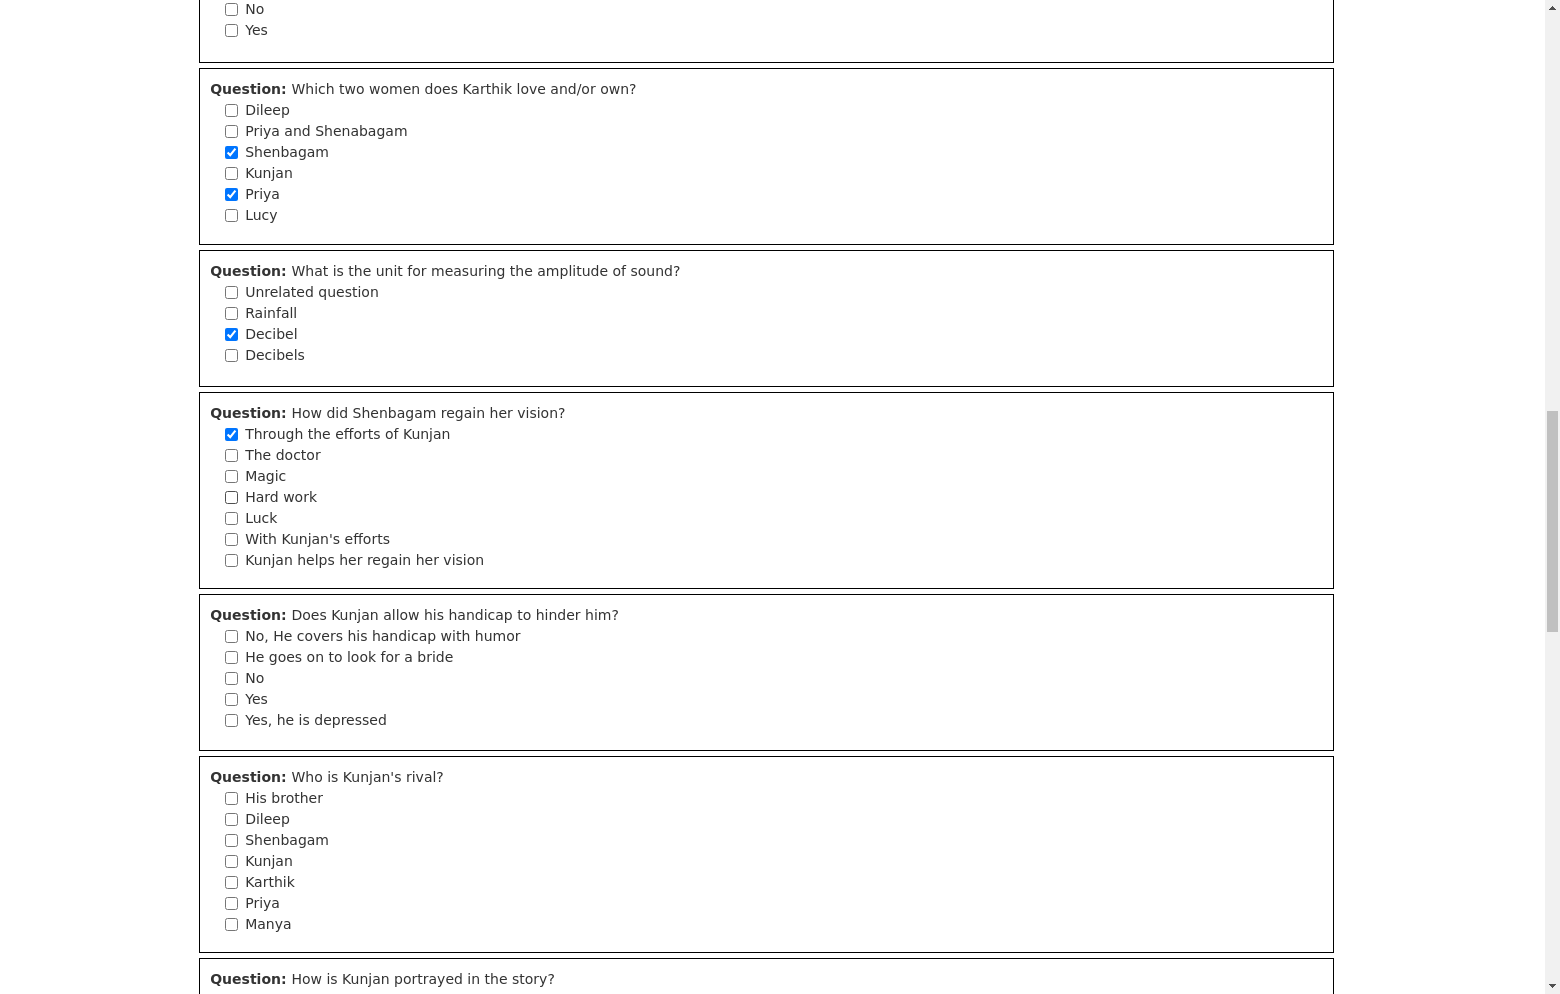 No
Yes
Question: Which two women does Karthik love and/or own?
Dileep
Priya and Shenabagam
Shenbagam
Kunjan
Priya
Lucy
Question: What is the unit for measuring the amplitude of sound?
Unrelated question
Rainfall
Decibel
Decibels
Question: How did Shenbagam regain her vision?
Through the efforts of Kunjan
The doctor
Magic
Hard work
Luck
With Kunjan's efforts
Kunjan helps her regain her vision
Question: Does Kunjan allow his handicap to hinder him?
No, He covers his handicap with humor
He goes on to look for a bride
No
Yes
Yes, he is depressed
Question: Who is Kunjan's rival?
His brother
Dileep
Shenbagam
Kunjan
Karthik
Priya
Manya
Question: How is Kunjan portrayed in the story?